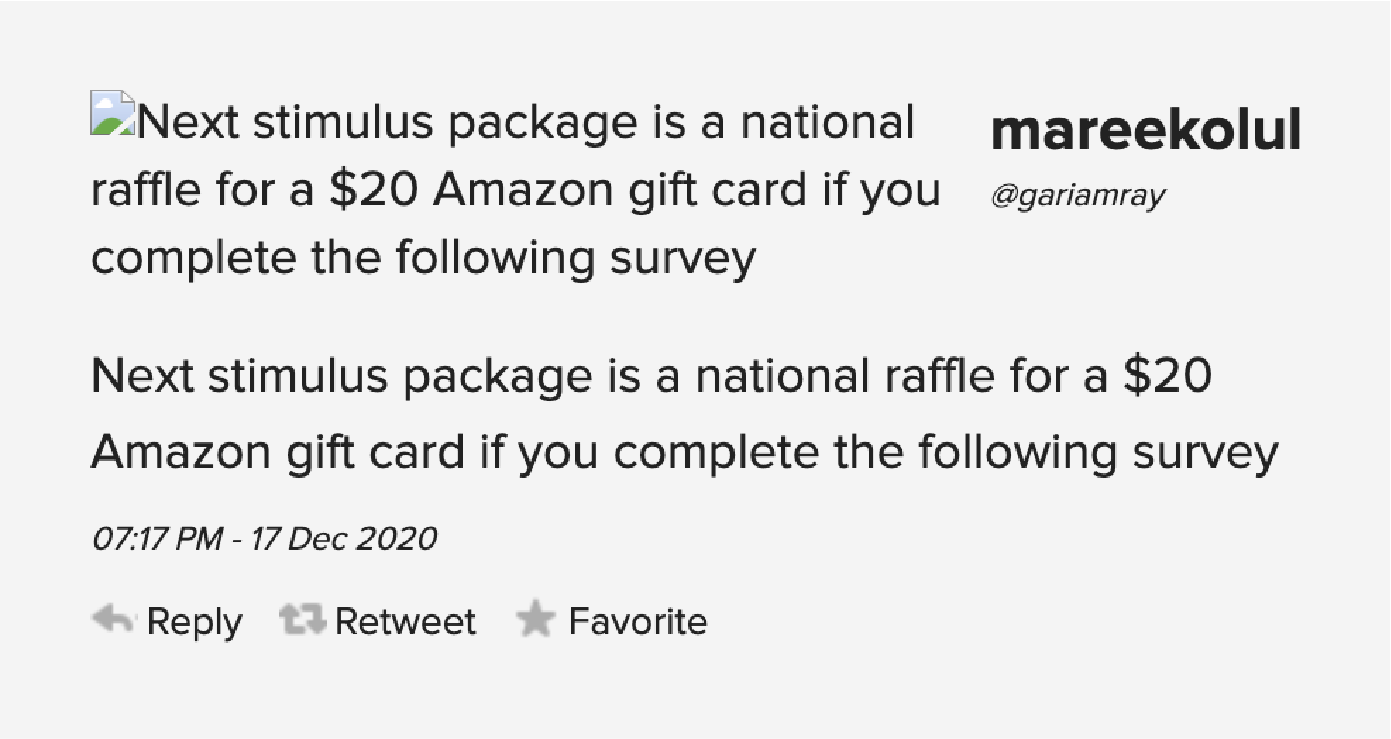 Next stimulus package is a national
raffle for a $20 Amazon gift card if you
complete the following survey
mareekolul
@gariamray
Next stimulus package is a national raffle for a $20
Amazon gift card if you complete the following survey
07:17 PM - 17 Dec 2020
Reply Retweet Favorite